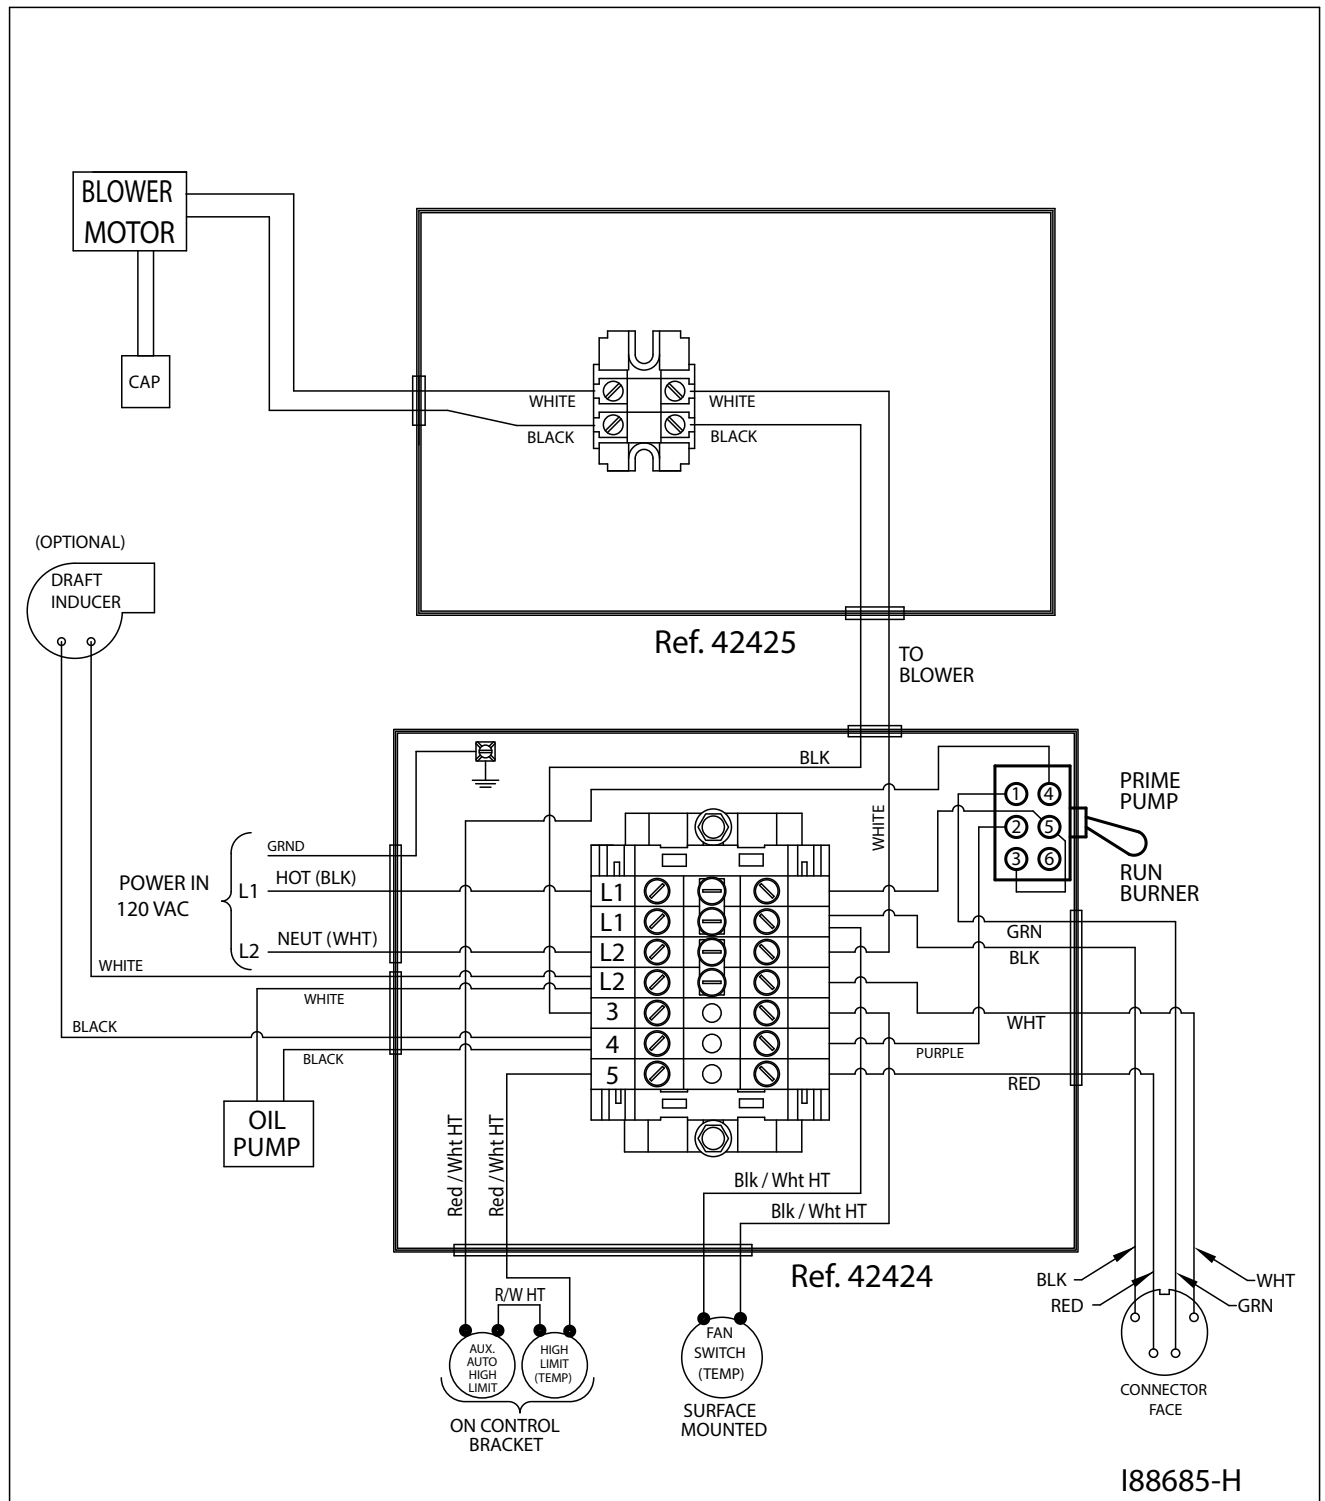 BLOWER
MOTOR
CAP
WHITE
BLACK
WHITE
BLACK
Ref. 42425
TO
BLOWER
(OPTIONAL)
DRAFT
INDUCER
BLK
WHITE
PRIME
PUMP
RUN
BURNER
1
4
2
5
3
6
POWER IN
120 VAC
GRND
L1
HOT (BLK)
L2
NEUT (WHT)
WHITE
WHITE
BLACK
BLACK
OIL
PUMP
L1
L1
L2
L2
3
4
5
GRN
BLK
WHT
PURPLE
RED
Red / Wht HT
Red / Wht HT
Blk / Wht HT
Blk / Wht HT
Ref. 42424
R/W HT
AUX.
AUTO
HIGH
LIMIT
HIGH
LIMIT
(TEMP)
ON CONTROL
BRACKET
FAN
SWITCH
(TEMP)
SURFACE
MOUNTED
BLK
RED
WHT
GRN
CONNECTOR
FACE
I88685-H